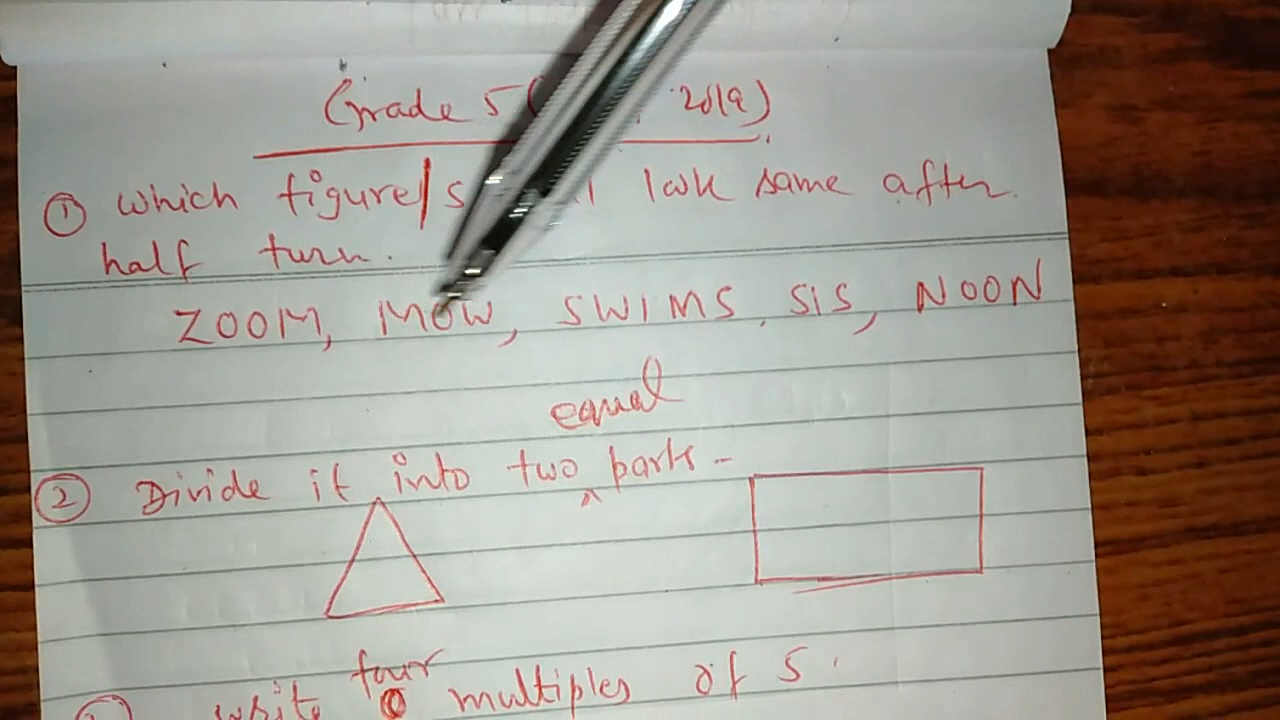 Grade 5 ( 2019)
① Which figure/s look same after
half turn.
ZOOM, MOW, SWIMS, SIS, NOON
equal
② Divide it into two ^ parts -
four
write multiples of 5.